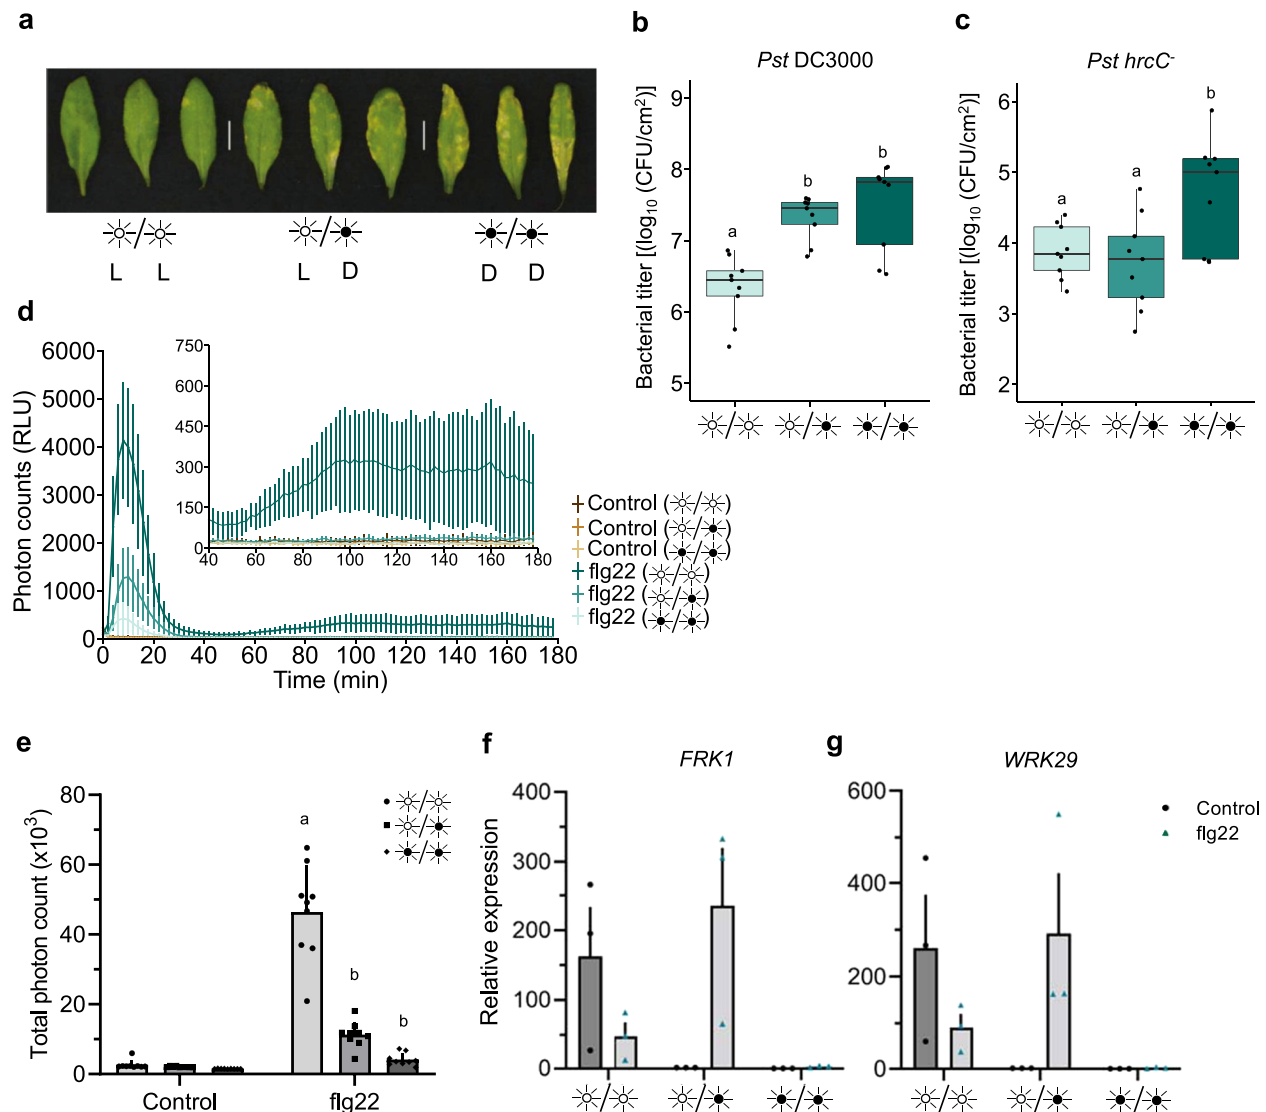 a
L L L D D D
b
Pst DC3000
Bacterial titer [(log10 (CFU/cm2)]
9
8
7
6
5
a
b
b
c
Pst hrcC-
Bacterial titer [(log10 (CFU/cm2)]
6
5
4
3
2
a
a
b
d
Photon counts (RLU)
6000
5000
4000
3000
2000
1000
0
0 20 40 60 80 100 120 140 160 180
Time (min)
750
600
450
300
150
0
40 60 80 100 120 140 160 180
Control ( / )
Control ( / )
Control ( / )
flg22 ( / )
flg22 ( / )
flg22 ( / )
e
Total photon count (x103)
80
60
40
20
0
a
b
b
Control flg22
f
FRK1
Relative expression
400
300
200
100
0
g
WRK29
600
400
200
0
Control
flg22